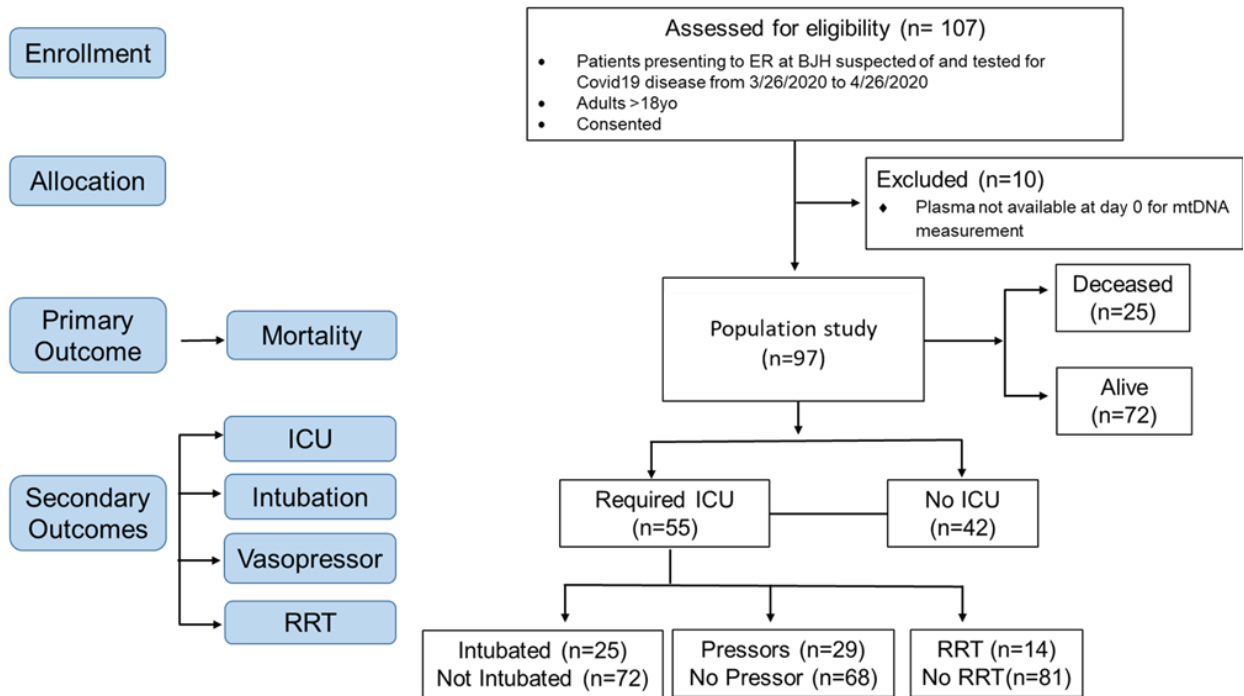 Enrollment
Allocation
Primary
Outcome
Mortality
Secondary
Outcomes
ICU
Intubation
Vasopressor
RRT
Assessed for eligibility (n= 107)
• Patients presenting to ER at BJH suspected of and tested for
Covid19 disease from 3/26/2020 to 4/26/2020
• Adults >18yo
• Consented
Excluded (n=10)
♦ Plasma not available at day 0 for mtDNA
measurement
Population study
(n=97)
Deceased
(n=25)
Alive
(n=72)
Required ICU
(n=55)
No ICU
(n=42)
Intubated (n=25)
Not Intubated (n=72)
Pressors (n=29)
No Pressor (n=68)
RRT (n=14)
No RRT(n=81)